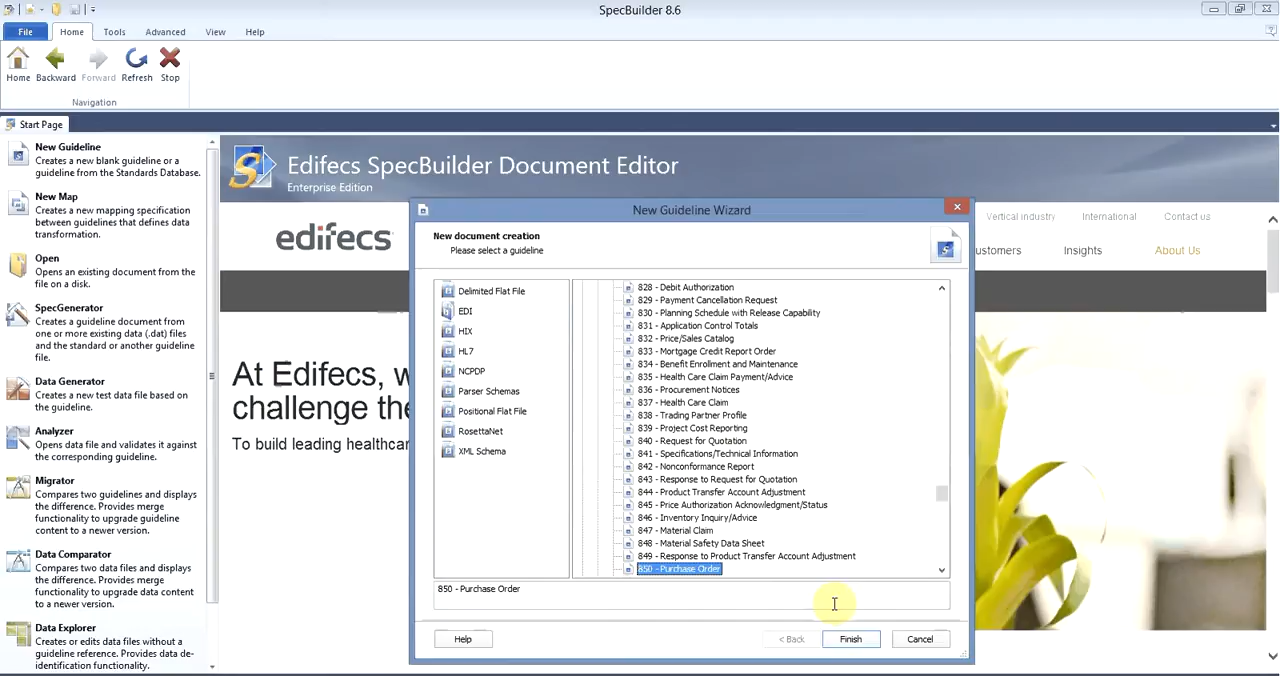 SpecBuilder 8.6
File Home Tools Advanced View Help
Home Backward Forward Refresh Stop
Navigation
Start Page
New Guideline
Creates a new blank guideline or a
guideline from the Standards Database.
New Map
Creates a new mapping specification
between guidelines that defines data
transformation.
Open
Opens an existing document from the
file on a disk.
SpecGenerator
Creates a guideline document from
one or more existing data (.dat) files
and the standard or another guideline
file.
Data Generator
Creates a new test data file based on
the guideline.
Analyzer
Opens data file and validates it against
the corresponding guideline.
Migrator
Compares two guidelines and displays
the difference. Provides merge
functionality to upgrade guideline
content to a newer version.
Data Comparator
Compares two data files and displays
the difference. Provides merge
functionality to upgrade data content
to a newer version.
Data Explorer
Creates or edits data files without a
guideline reference. Provides data de-
identification functionality.
Edifecs SpecBuilder Document Editor
Enterprise Edition
edifecs
Vertical industry International Contact us
ustomers Insights About Us
At Edifecs, w
challenge the
To build leading healthcar
New Guideline Wizard
New document creation
Please select a guideline
Delimited Flat File
EDI
HIX
HL7
NCPDP
Parser Schemas
Positional Flat File
RosettaNet
XML Schema
828 - Debit Authorization
829 - Payment Cancellation Request
830 - Planning Schedule with Release Capability
831 - Application Control Totals
832 - Price/Sales Catalog
833 - Mortgage Credit Report Order
834 - Benefit Enrollment and Maintenance
835 - Health Care Claim Payment/Advice
836 - Procurement Notices
837 - Health Care Claim
838 - Trading Partner Profile
839 - Project Cost Reporting
840 - Request for Quotation
841 - Specifications/Technical Information
842 - Nonconformance Report
843 - Response to Request for Quotation
844 - Product Transfer Account Adjustment
845 - Price Authorization Acknowledgment/Status
846 - Inventory Inquiry/Advice
847 - Material Claim
848 - Material Safety Data Sheet
849 - Response to Product Transfer Account Adjustment
850 - Purchase Order
850 - Purchase Order
Help < Back Finish Cancel